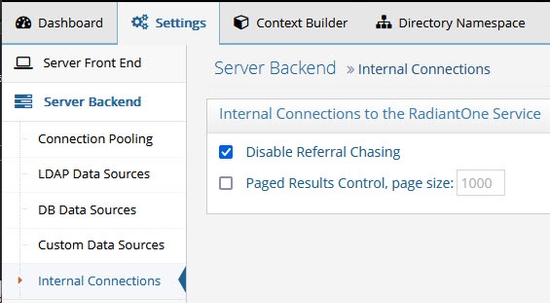 Dashboard
Settings
Context Builder
Directory Namespace
Server Front End
Server Backend
Connection Pooling
LDAP Data Sources
DB Data Sources
Custom Data Sources
Internal Connections
Server Backend » Internal Connections
Internal Connections to the RadiantOne Service
Disable Referral Chasing
Paged Results Control, page size: 1000